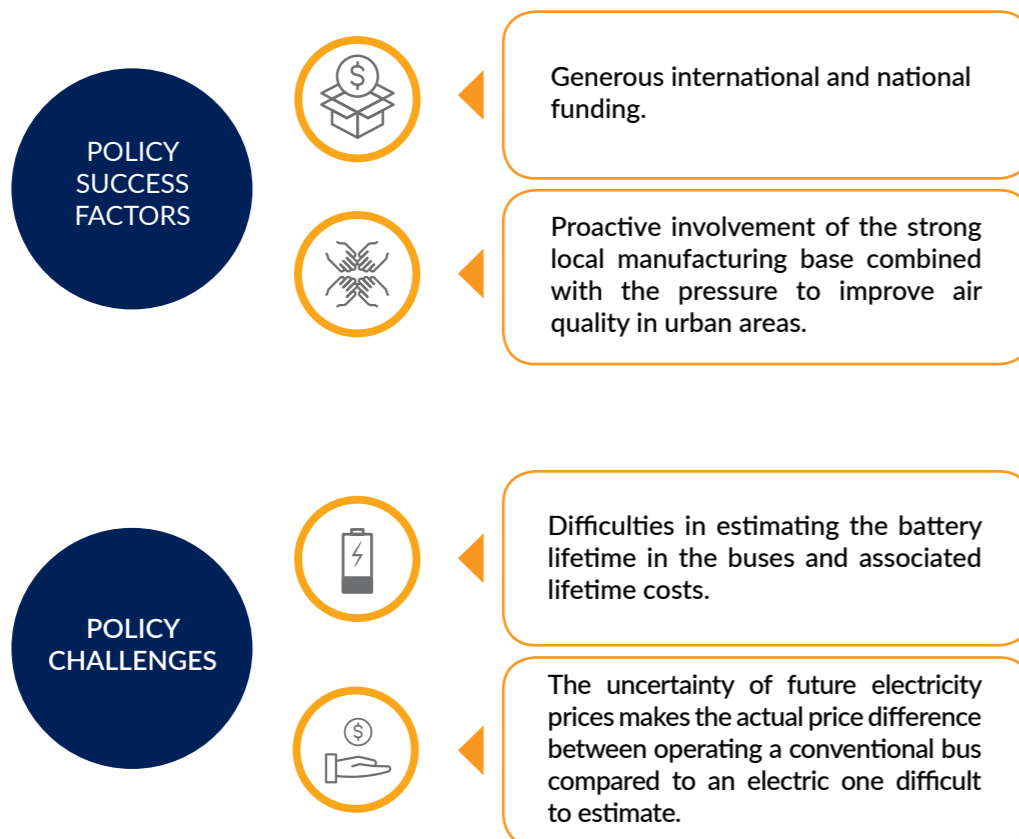 POLICY
SUCCESS
FACTORS
$
Generous international and national
funding.
Proactive involvement of the strong
local manufacturing base combined
with the pressure to improve air
quality in urban areas.
POLICY
CHALLENGES
Difficulties in estimating the battery
lifetime in the buses and associated
lifetime costs.
$
The uncertainty of future electricity
prices makes the actual price difference
between operating a conventional bus
compared to an electric one difficult
to estimate.